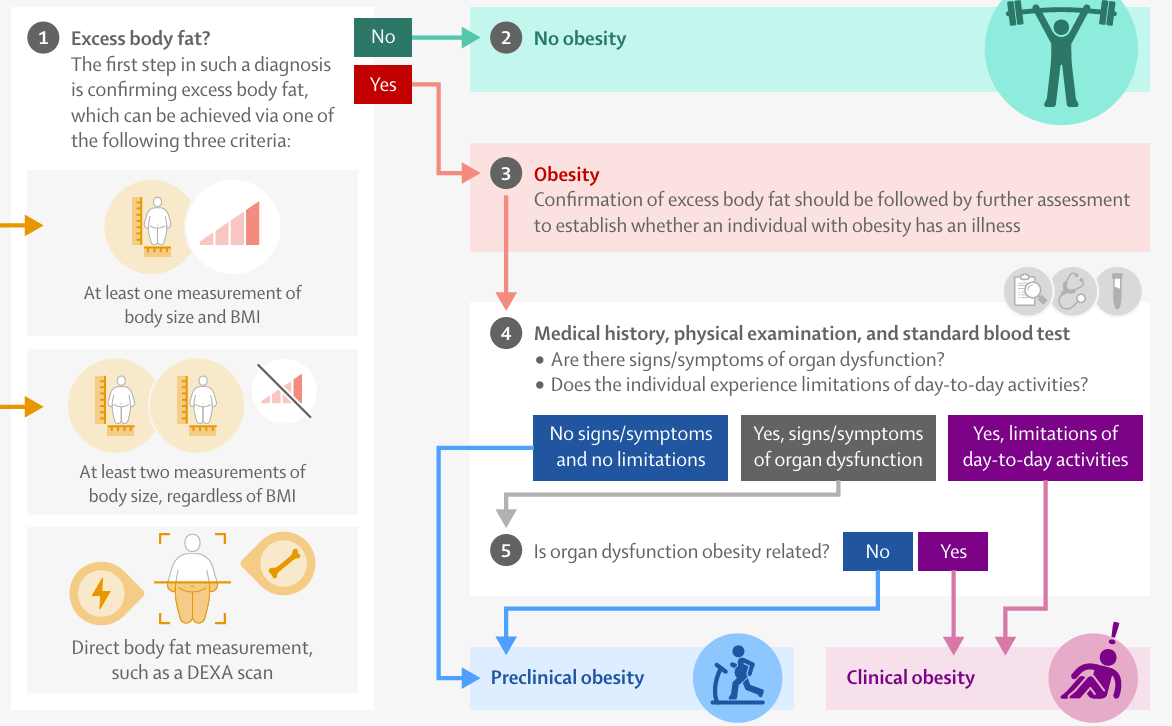 1 Excess body fat?
The first step in such a diagnosis
is confirming excess body fat,
which can be achieved via one of
the following three criteria:
At least one measurement of
body size and BMI
At least two measurements of
body size, regardless of BMI
Direct body fat measurement,
such as a DEXA scan
No
Yes
2 No obesity
3 Obesity
Confirmation of excess body fat should be followed by further assessment
to establish whether an individual with obesity has an illness
4 Medical history, physical examination, and standard blood test
• Are there signs/symptoms of organ dysfunction?
• Does the individual experience limitations of day-to-day activities?
No signs/symptoms
and no limitations
Yes, signs/symptoms
of organ dysfunction
Yes, limitations of
day-to-day activities
5 Is organ dysfunction obesity related?
No
Yes
Preclinical obesity
Clinical obesity
!